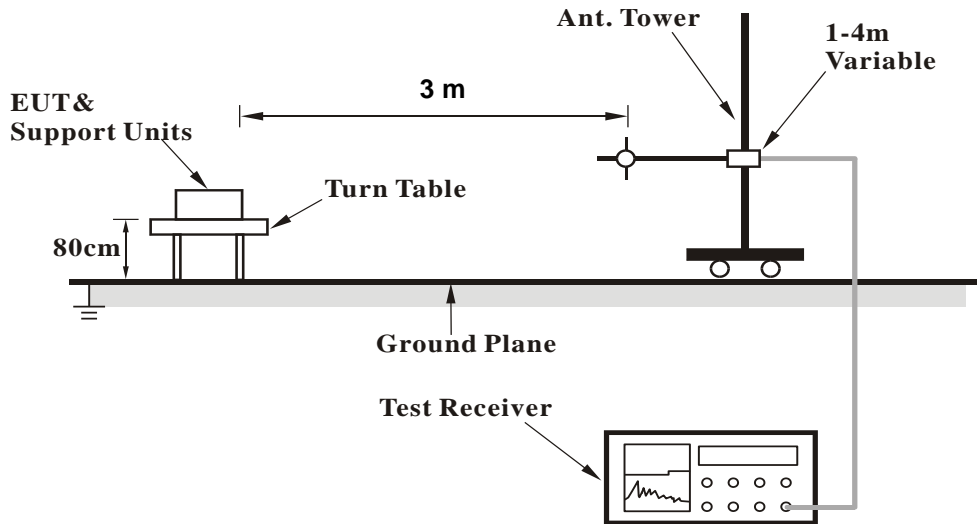 Ant. Tower
1-4m
Variable
3 m
EUT&
Support Units
Turn Table
80cm
Ground Plane
Test Receiver